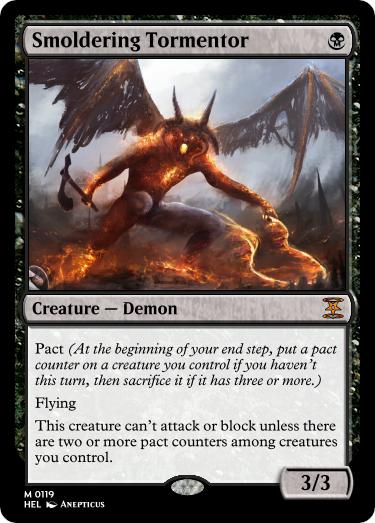 Smoldering Tormentor
Creature — Demon
Pact (At the beginning of your end step, put a pact
counter on a creature you control if you haven't
this turn, then sacrifice it if it has three or more.)
Flying
This creature can't attack or block unless there
are two or more pact counters among creatures
you control.
3/3
M 0119
HEL Anepticus